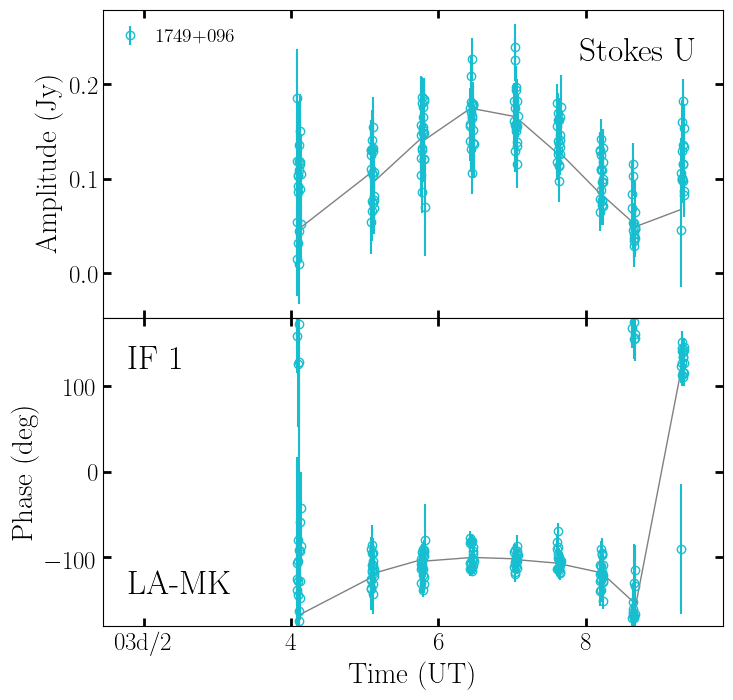 1749+096
Stokes U
Amplitude (Jy)
0.2
0.1
0.0
IF 1
Phase (deg)
100
0
−100
LA-MK
03d/2 4 6 8
Time (UT)